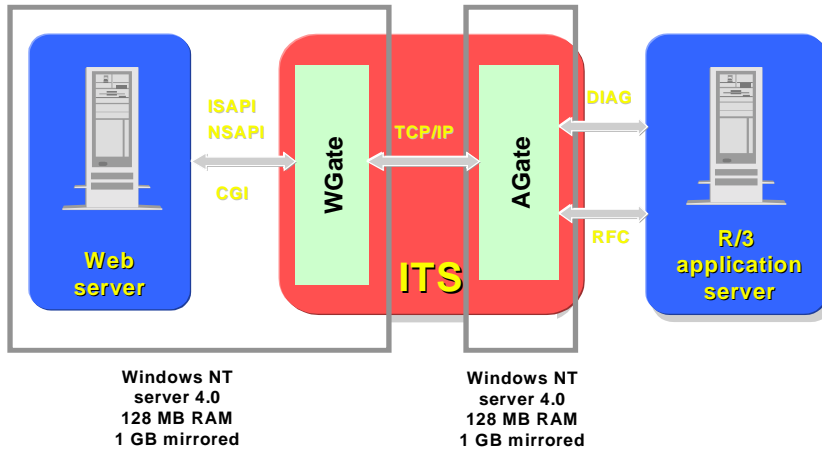 ISAPI
NSAPI
CGI
Web
server
WGate
TCP/IP
ITS
AGate
DIAG
RFC
R/3
application
server
Windows NT
server 4.0
128 MB RAM
1 GB mirrored
Windows NT
server 4.0
128 MB RAM
1 GB mirrored